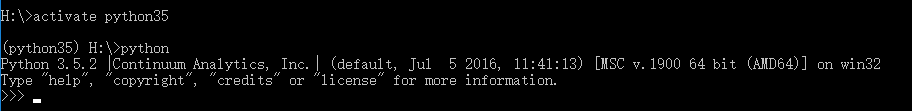 H:\>activate python35
(python35) H:\>python
Python 3.5.2 |Continuum Analytics, Inc.| (default, Jul  5 2016, 11:41:13) [MSC v.1900 64 bit (AMD64)] on win32
Type "help", "copyright", "credits" or "license" for more information.
>>>